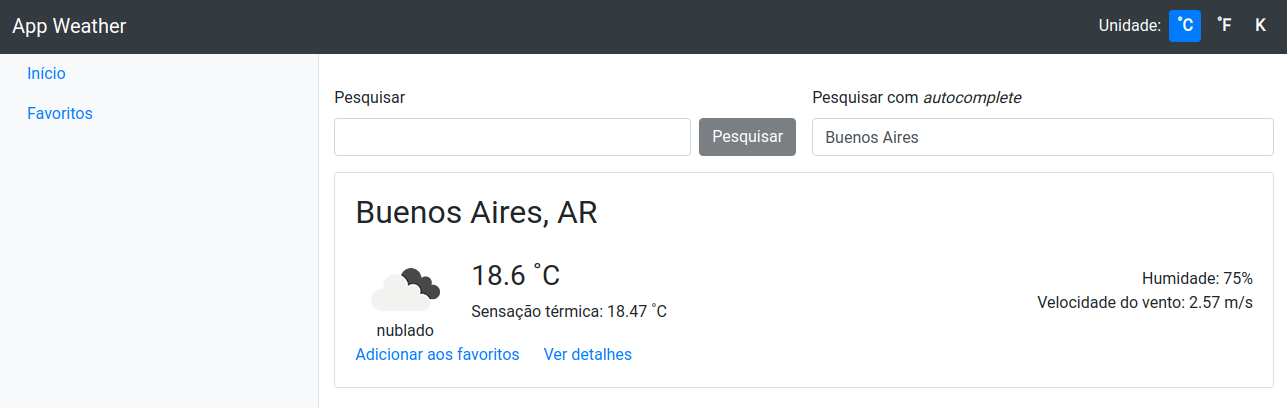 App Weather
Unidade: ˚C ˚F K
Início
Favoritos
Pesquisar
Pesquisar
Pesquisar com autocomplete
Buenos Aires
Buenos Aires, AR
nublado
18.6 ˚C
Sensação térmica: 18.47 ˚C
Humidade: 75%
Velocidade do vento: 2.57 m/s
Adicionar aos favoritos Ver detalhes